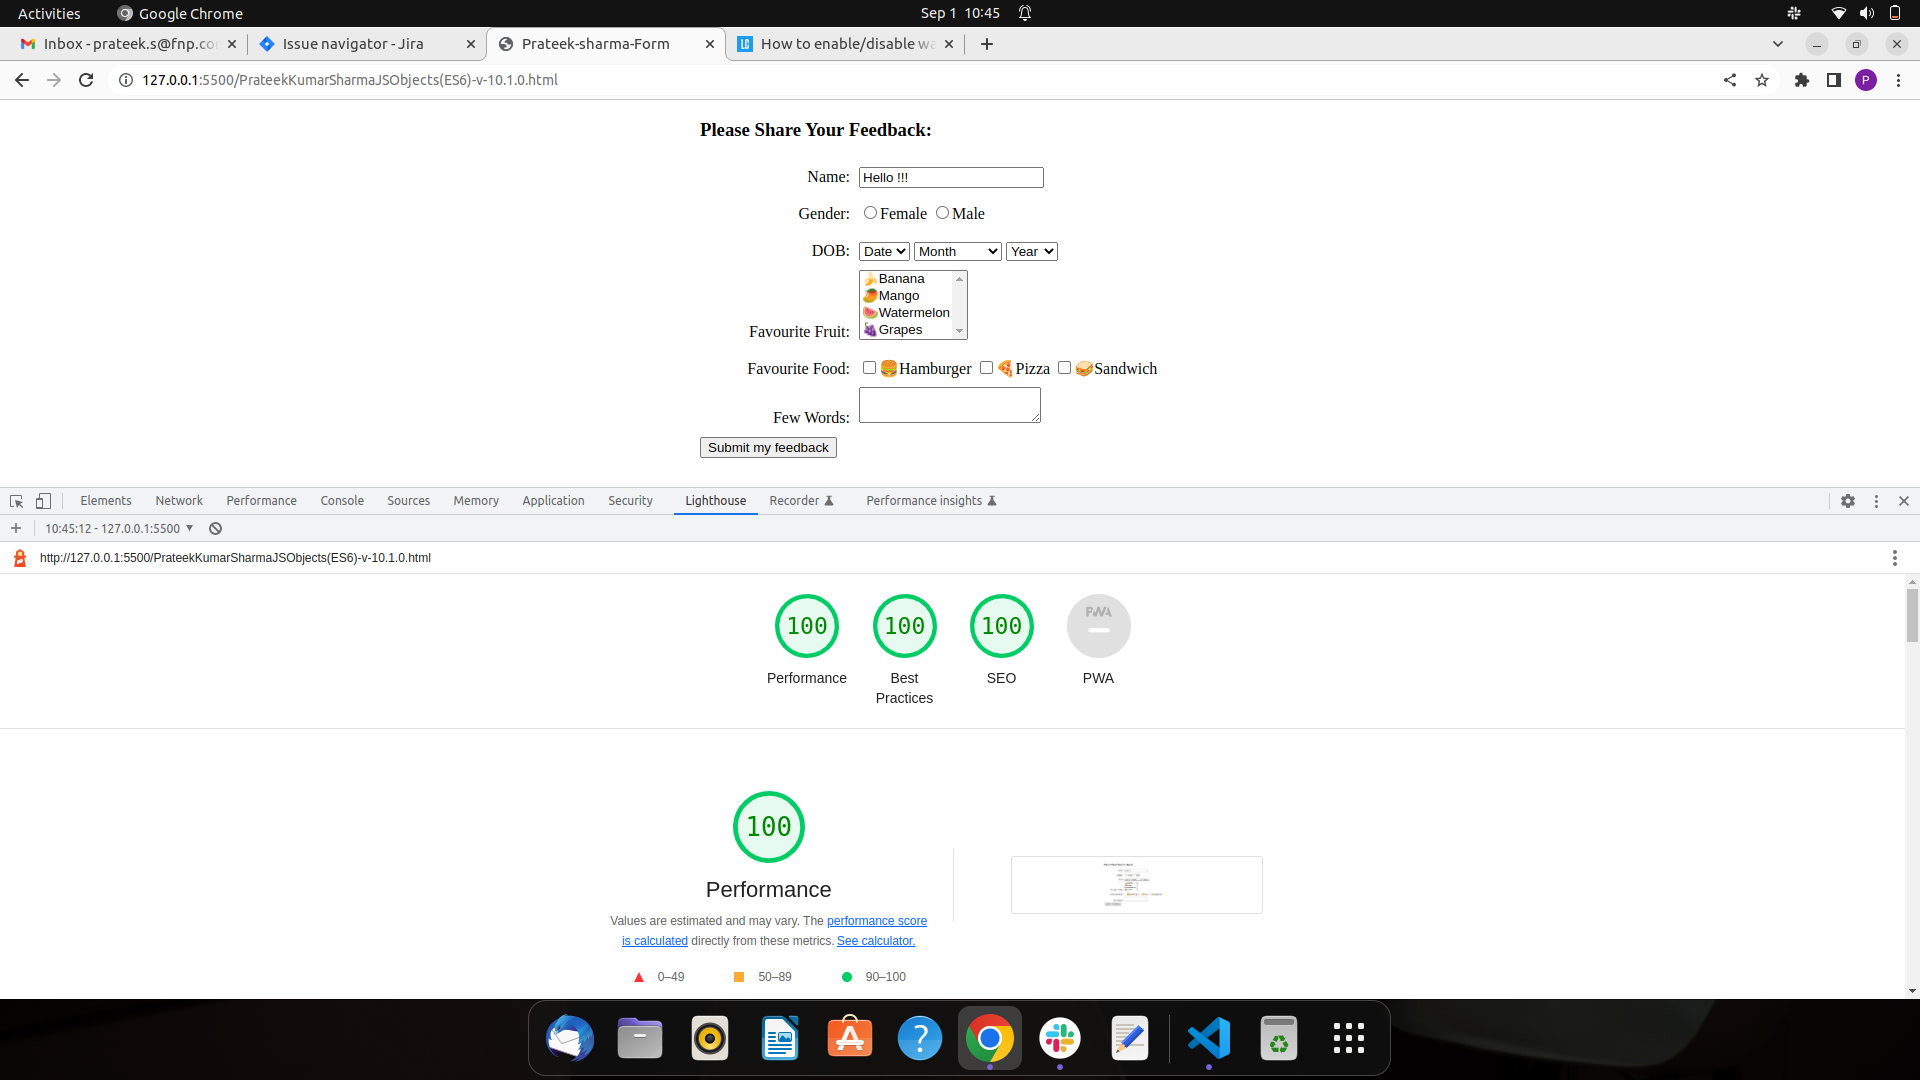 Activities Google Chrome Sep 1 10:45
Inbox - prateek.s@fnp.co Issue navigator - Jira Prateek-sharma-Form How to enable/disable wa
127.0.0.1:5500/PrateekKumarSharmaJSObjects(ES6)-v-10.1.0.html P
Please Share Your Feedback:
Name: Hello !!!
Gender: Female Male
DOB: Date Month Year
🍌Banana
🥭Mango
🍉Watermelon
Favourite Fruit: 🍇Grapes
Favourite Food: 🍔Hamburger 🍕Pizza 🥪Sandwich
Few Words:
Submit my feedback
Elements Network Performance Console Sources Memory Application Security Lighthouse Recorder Performance insights
10:45:12 - 127.0.0.1:5500
http://127.0.0.1:5500/PrateekKumarSharmaJSObjects(ES6)-v-10.1.0.html
100 100 100 PWA
Performance Best Practices SEO PWA
100
Performance
Values are estimated and may vary. The performance score
is calculated directly from these metrics. See calculator.
0–49 50–89 90–100